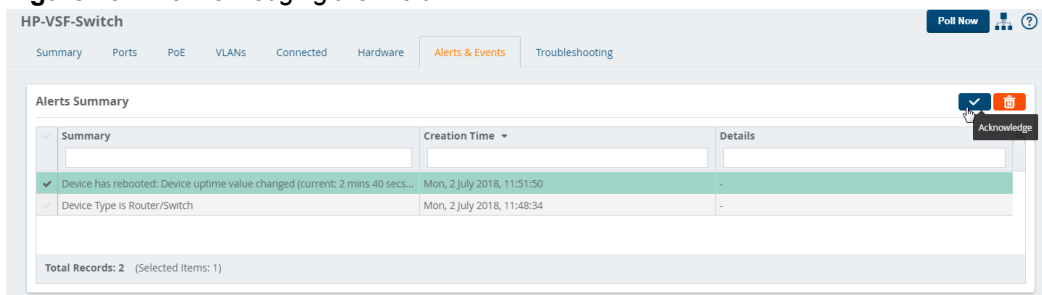 HP-VSF-Switch
Poll Now
Summary Ports PoE VLANs Connected Hardware Alerts & Events Troubleshooting
Alerts Summary
Acknowledge
Summary Creation Time Details
Device has rebooted: Device uptime value changed (current: 2 mins 40 secs... Mon, 2 July 2018, 11:51:50 -
Device Type is Router/Switch Mon, 2 July 2018, 11:48:34 -
Total Records: 2 (Selected Items: 1)